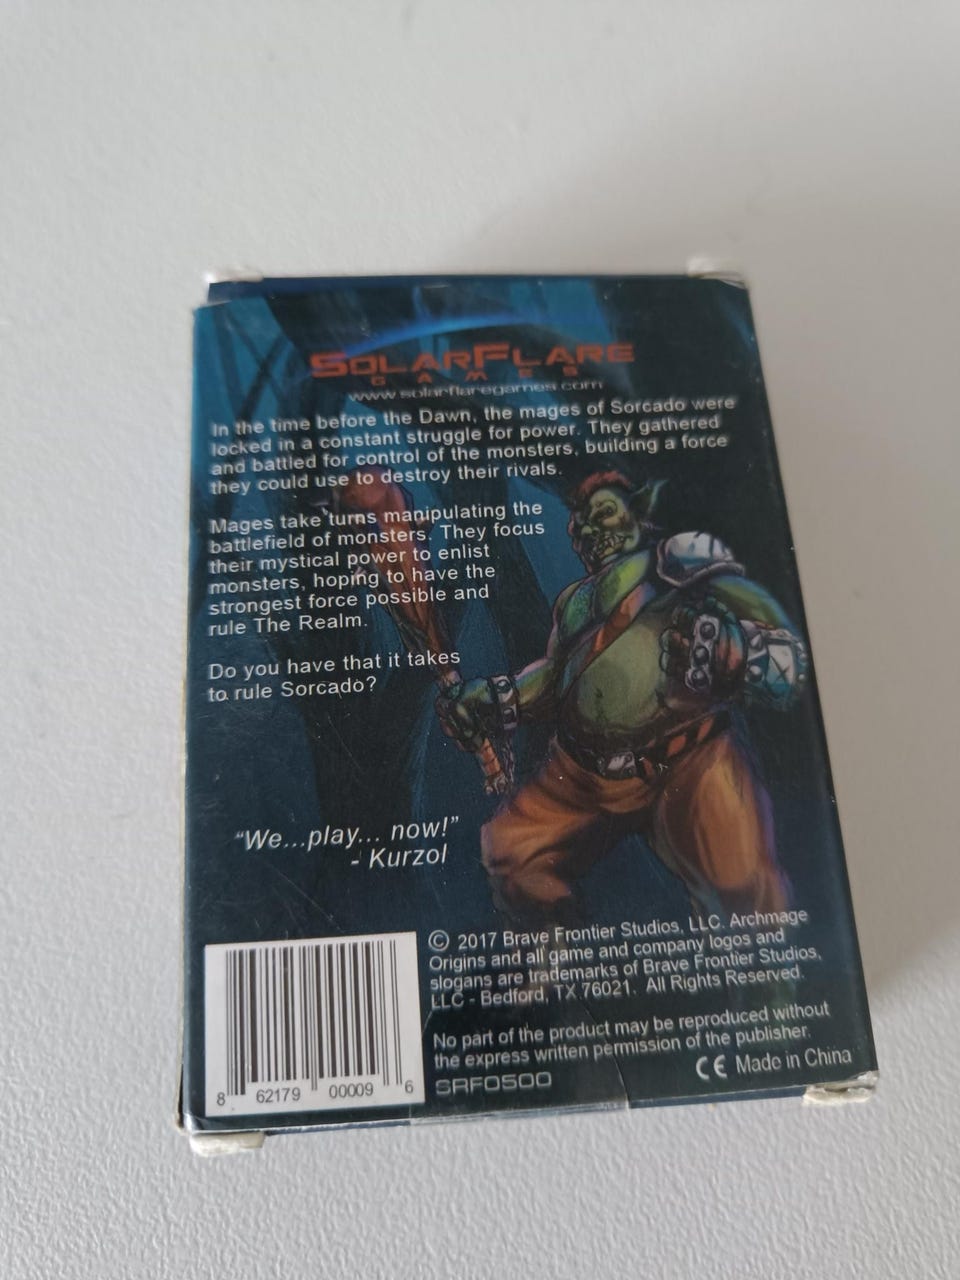 SOLARFLARE
GAMES
www.solarflaregames.com
In the time before the Dawn, the mages of Sorcado were
locked in a constant struggle for power. They gathered
and battled for control of the monsters, building a force
they could use to destroy their rivals.
Mages take turns manipulating the
battlefield of monsters. They focus
their mystical power to enlist
monsters, hoping to have the
strongest force possible and
rule The Realm.
Do you have that it takes
to rule Sorcado?
"We...play... now!"
- Kurzol
© 2017 Brave Frontier Studios, LLC. Archmage
Origins and all game and company logos and
slogans are trademarks of Brave Frontier Studios,
LLC - Bedford, TX 76021. All Rights Reserved.
No part of the product may be reproduced without
the express written permission of the publisher.
SRF0500
CE Made in China
8 62179 00009 6